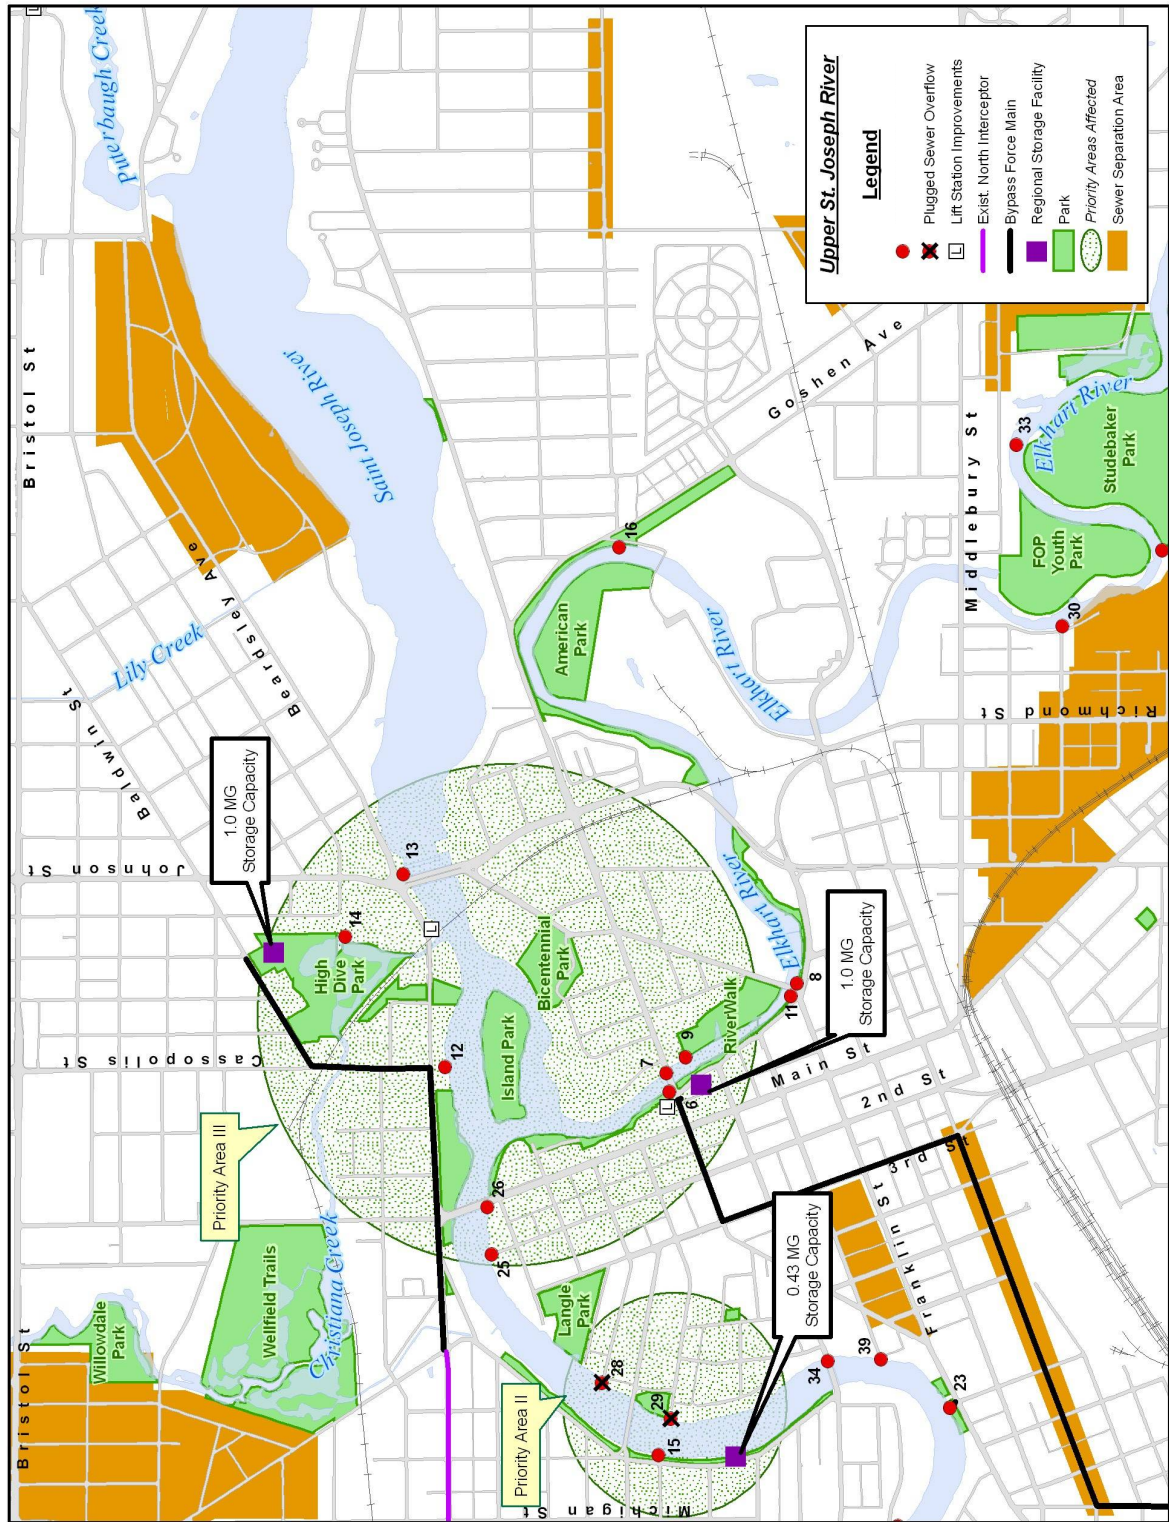 Upper St. Joseph River
Legend
Plugged Sewer Overflow
L
Lift Station Improvements
Exist. North Interceptor
Bypass Force Main
Regional Storage Facility
Park
Priority Areas Affected
Sewer Separation Area
Bristol St
Willowdale
Park
Wellfield Trails
Christiana Creek
Priority Area III
Priority Area II
Cassopolis St
Johnson St
Baldwin St
Lily Creek
Beardsley Ave
Bristol St
Puterbaugh Creek
L
Saint Joseph River
1.0 MG
Storage Capacity
High
Dive
Park
14
13
L
12
Island Park
Bicentennial
Park
26
25
Langle
Park
28
29
15
Michigan St
0.43 MG
Storage Capacity
34
39
23
Franklin St
3rd St
2nd St
Main St
1.0 MG
Storage Capacity
L
6
7
9
RiverWalk
11
8
Elkhart River
American
Park
16
Elkhart River
Goshen Ave
Middlebury St
Richmond St
30
FOP
Youth
Park
33
Elkhart River
Studebaker
Park